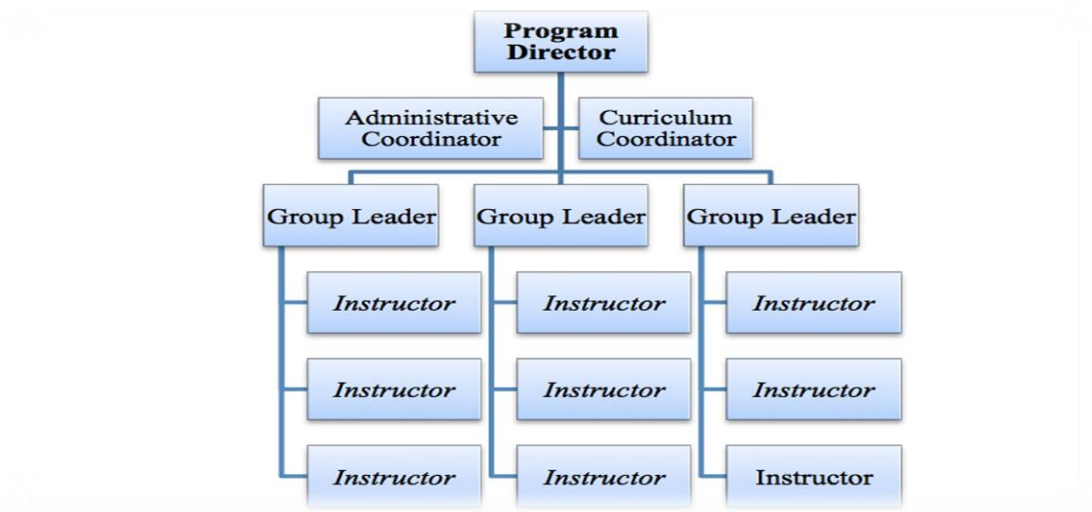 Program
Director
Administrative
Coordinator
Curriculum
Coordinator
Group Leader
Group Leader
Group Leader
Instructor
Instructor
Instructor
Instructor
Instructor
Instructor
Instructor
Instructor
Instructor